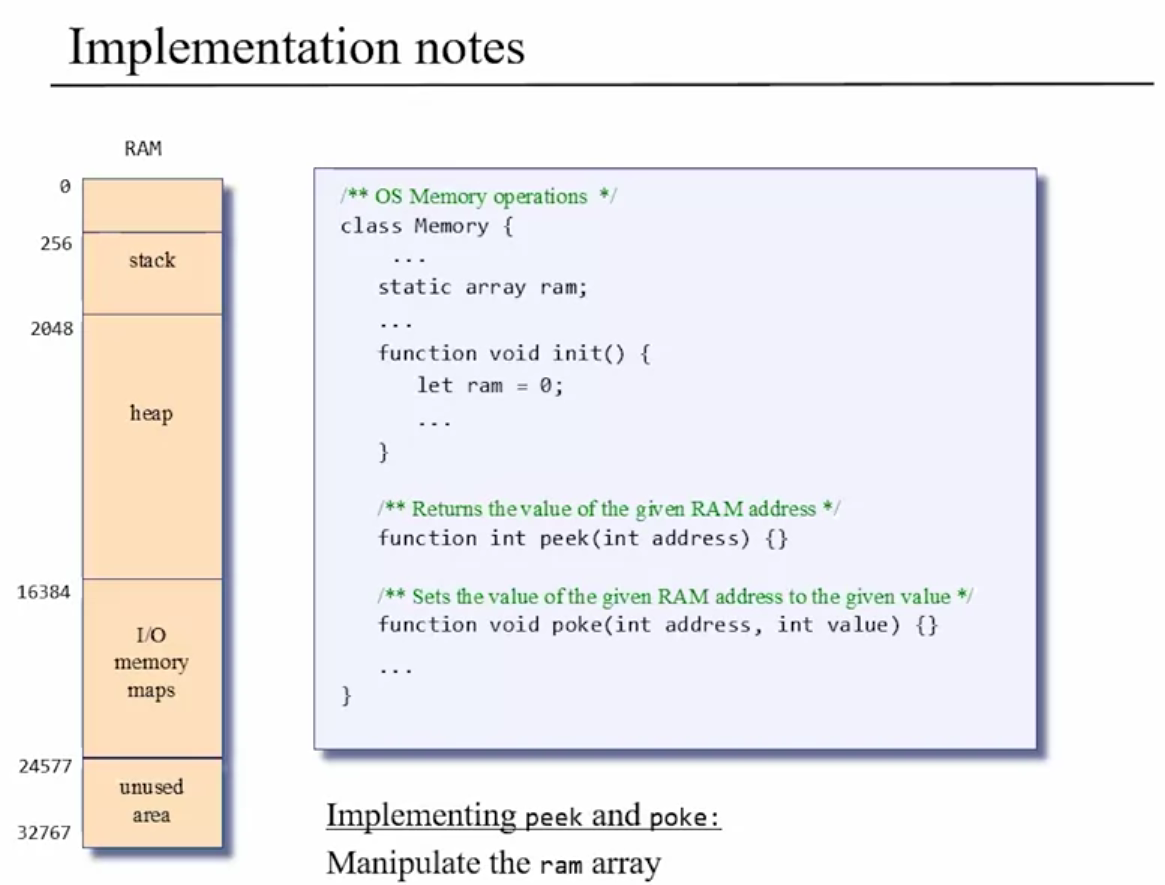 Implementation notes
RAM
0
256
stack
2048
heap
16384
I/O
memory
maps
24577
unused
area
32767
/** OS Memory operations */
class Memory {
...
static array ram;
...
function void init() {
let ram = 0;
...
}
/** Returns the value of the given RAM address */
function int peek(int address) {}
/** Sets the value of the given RAM address to the given value */
function void poke(int address, int value) {}
...
}
Implementing peek and poke:
Manipulate the ram array